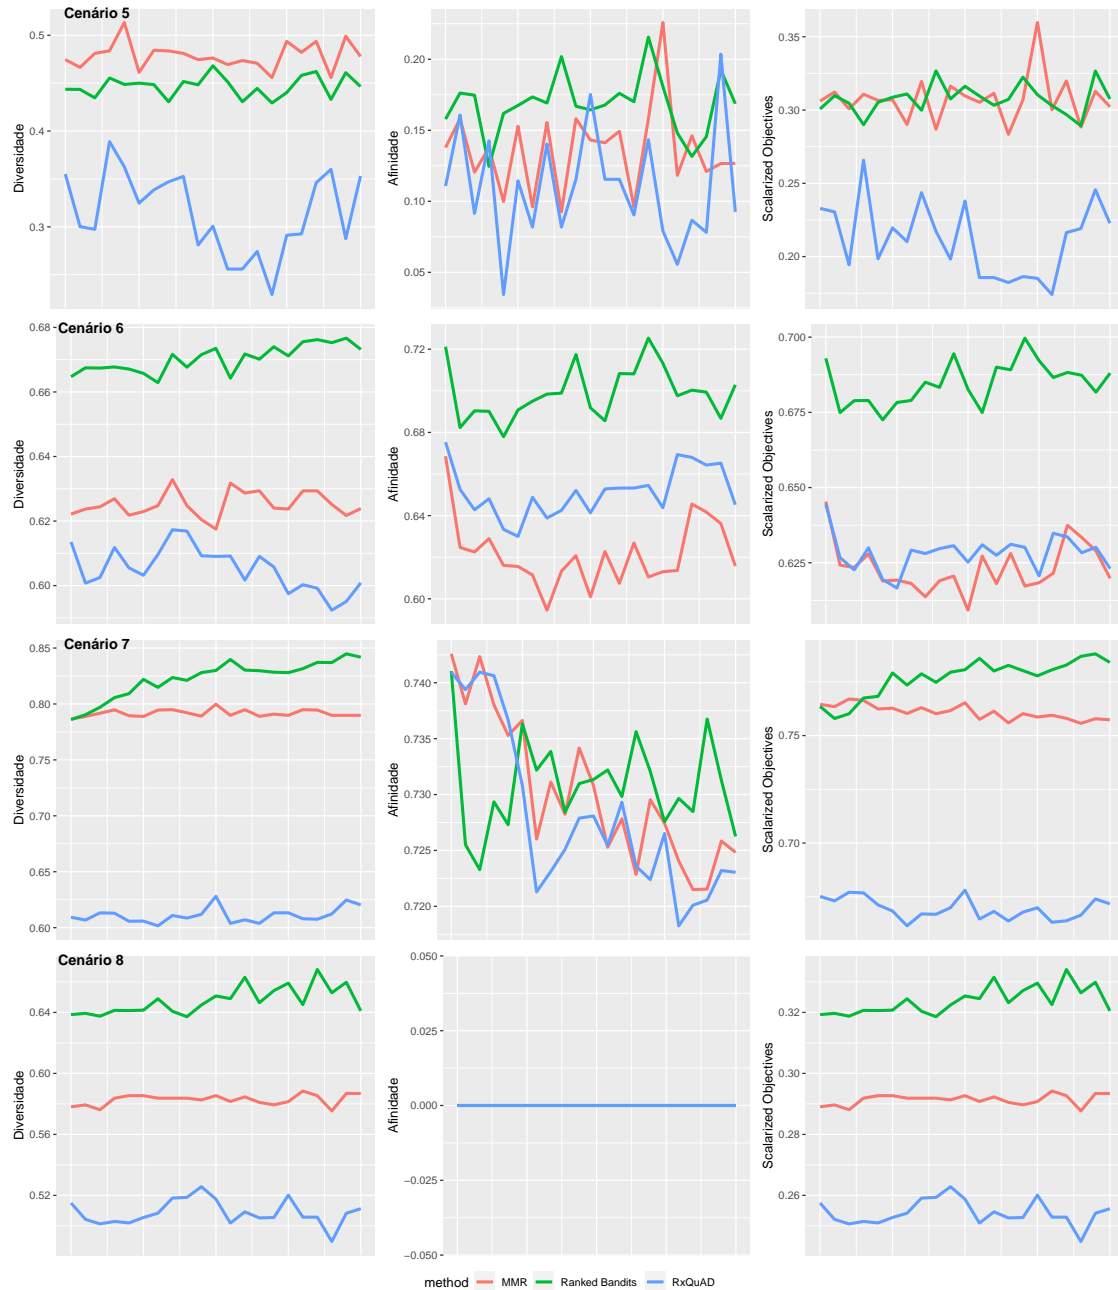 Cenário 5
Diversidade
0.5
0.4
0.3
Afinidade
0.20
0.15
0.10
0.05
Scalarized Objectives
0.35
0.30
0.25
0.20
Cenário 6
Diversidade
0.68
0.66
0.64
0.62
0.60
Afinidade
0.72
0.68
0.64
0.60
Scalarized Objectives
0.700
0.675
0.650
0.625
Cenário 7
Diversidade
0.85
0.80
0.75
0.70
0.65
0.60
Afinidade
0.740
0.735
0.730
0.725
0.720
Scalarized Objectives
0.75
0.70
Cenário 8
Diversidade
0.64
0.60
0.56
0.52
Afinidade
0.050
0.025
0.000
−0.025
−0.050
Scalarized Objectives
0.32
0.30
0.28
0.26
method MMR Ranked Bandits RxQuAD